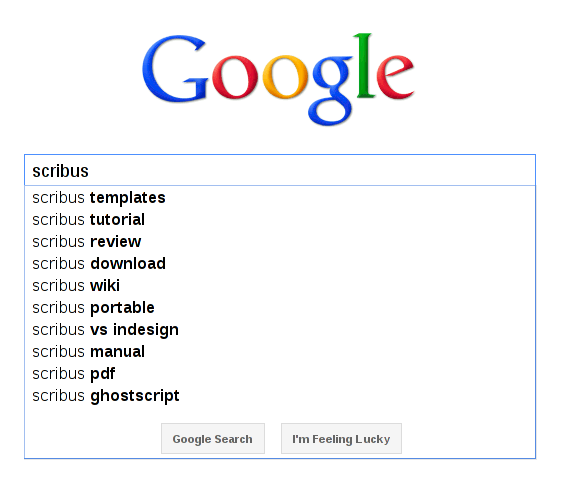 Google
scribus
scribus templates
scribus tutorial
scribus review
scribus download
scribus wiki
scribus portable
scribus vs indesign
scribus manual
scribus pdf
scribus ghostscript
Google Search I'm Feeling Lucky